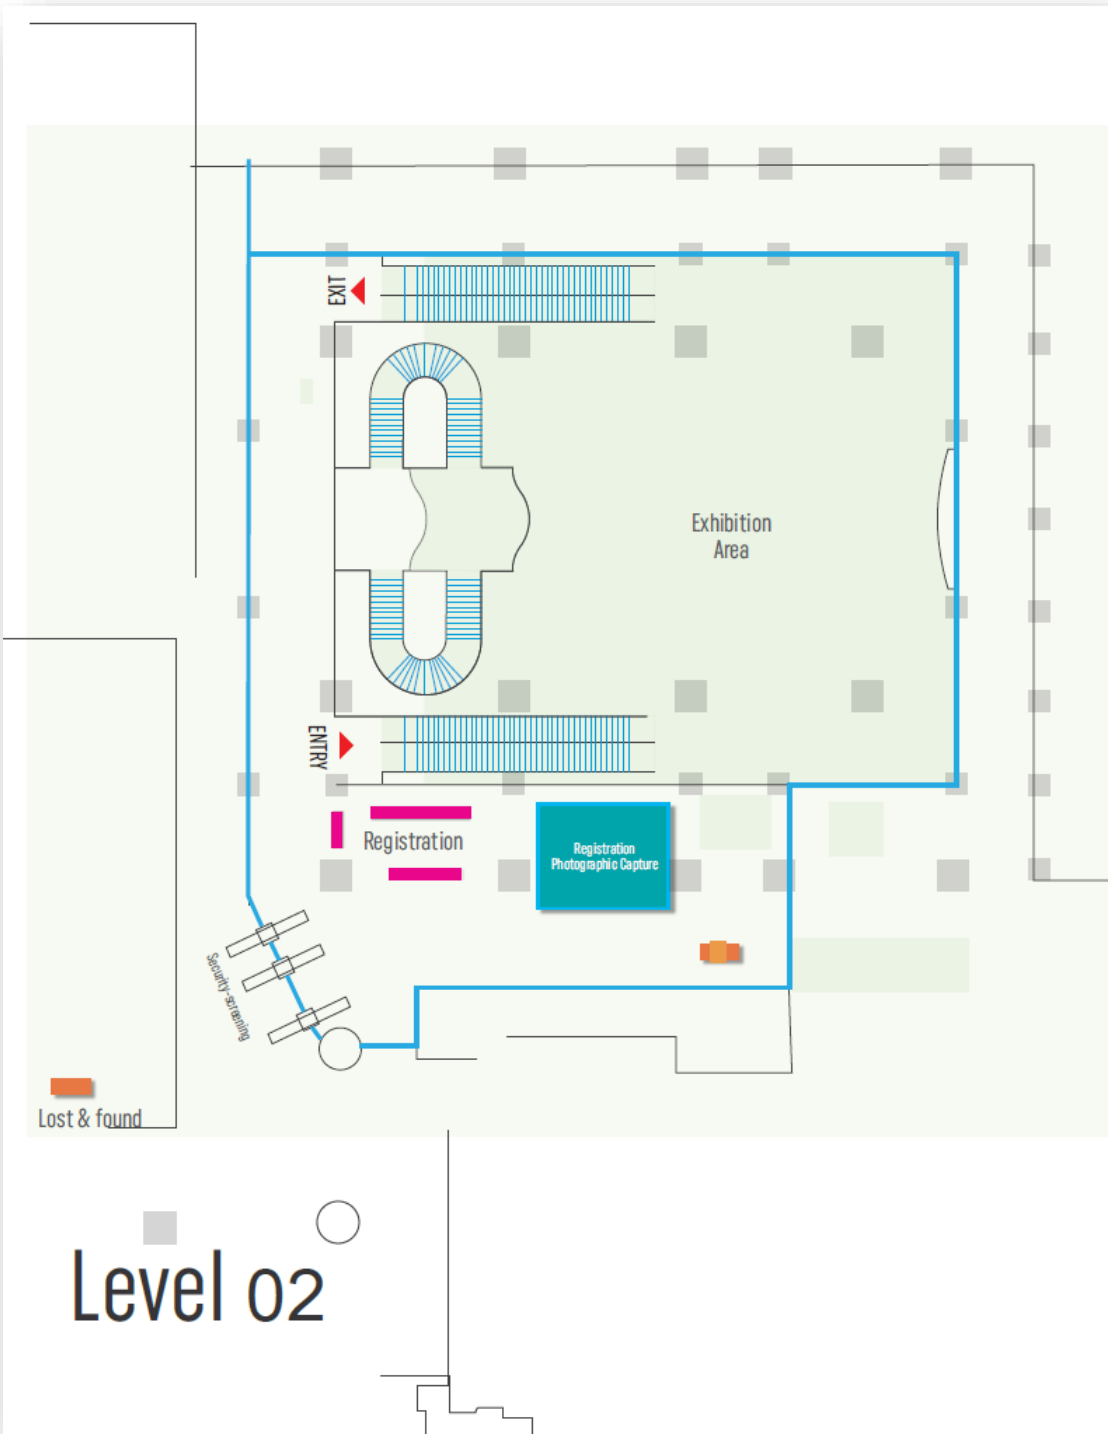 EXIT
Exhibition
Area
ENTRY
Registration
Registration
Photographic Capture
Security-screening
Lost & found
Level 02